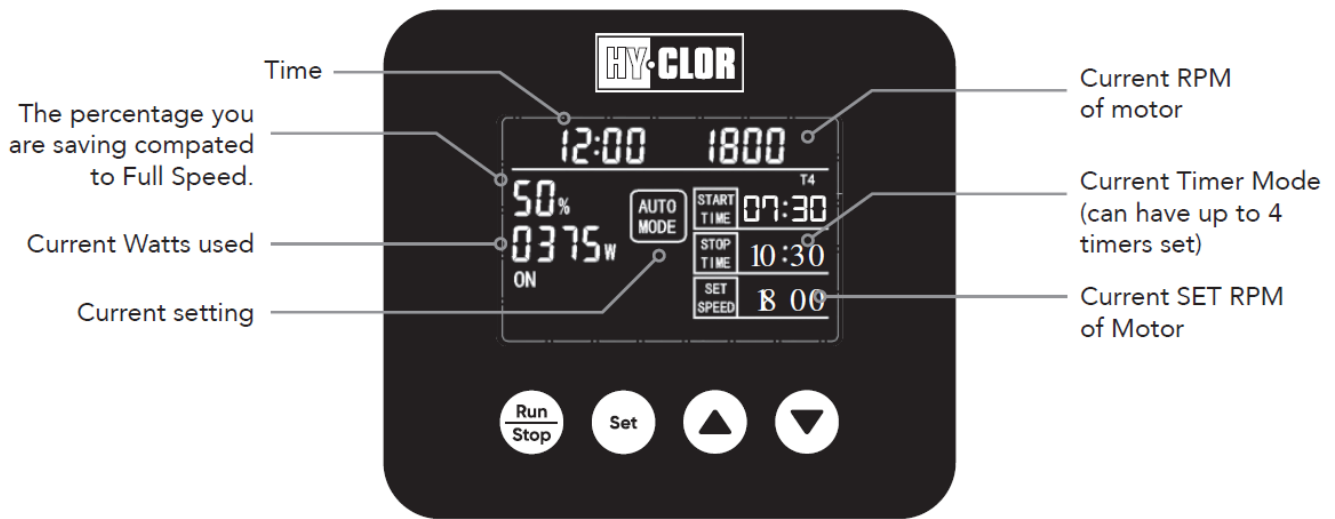 HY·CLOR
Time
The percentage you
are saving compated
to Full Speed.
Current Watts used
Current setting
12:00 1800
50%
0375W
ON
AUTO
MODE
T4
START
TIME 07:30
STOP
TIME 10:30
SET
SPEED 18 00
Current RPM
of motor
Current Timer Mode
(can have up to 4
timers set)
Current SET RPM
of Motor
Run
Stop
Set